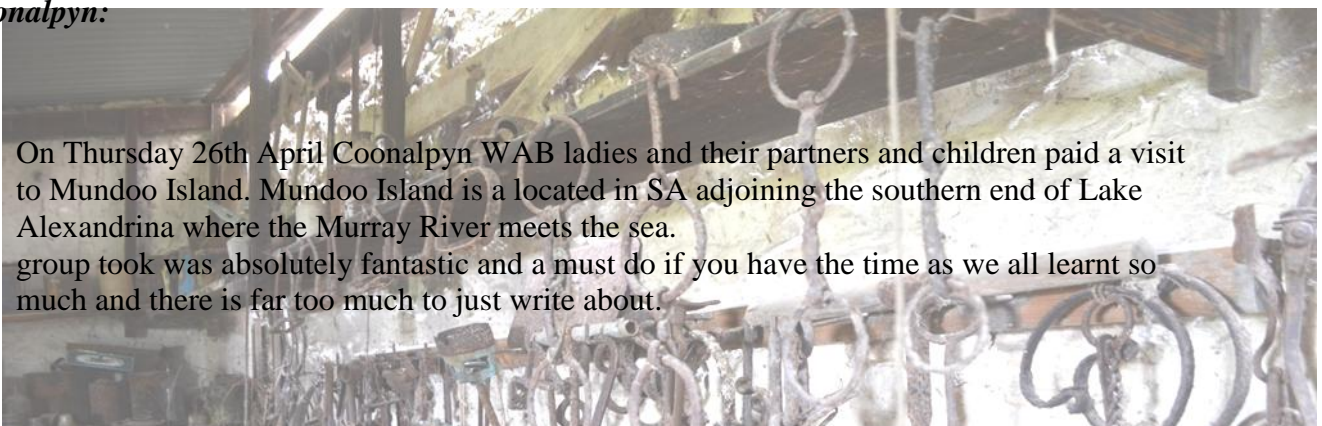 onalpyn:
On Thursday 26th April Coonalpyn WAB ladies and their partners and children paid a visit
to Mundoo Island. Mundoo Island is a located in SA adjoining the southern end of Lake
Alexandrina where the Murray River meets the sea.
group took was absolutely fantastic and a must do if you have the time as we all learnt so
much and there is far too much to just write about.